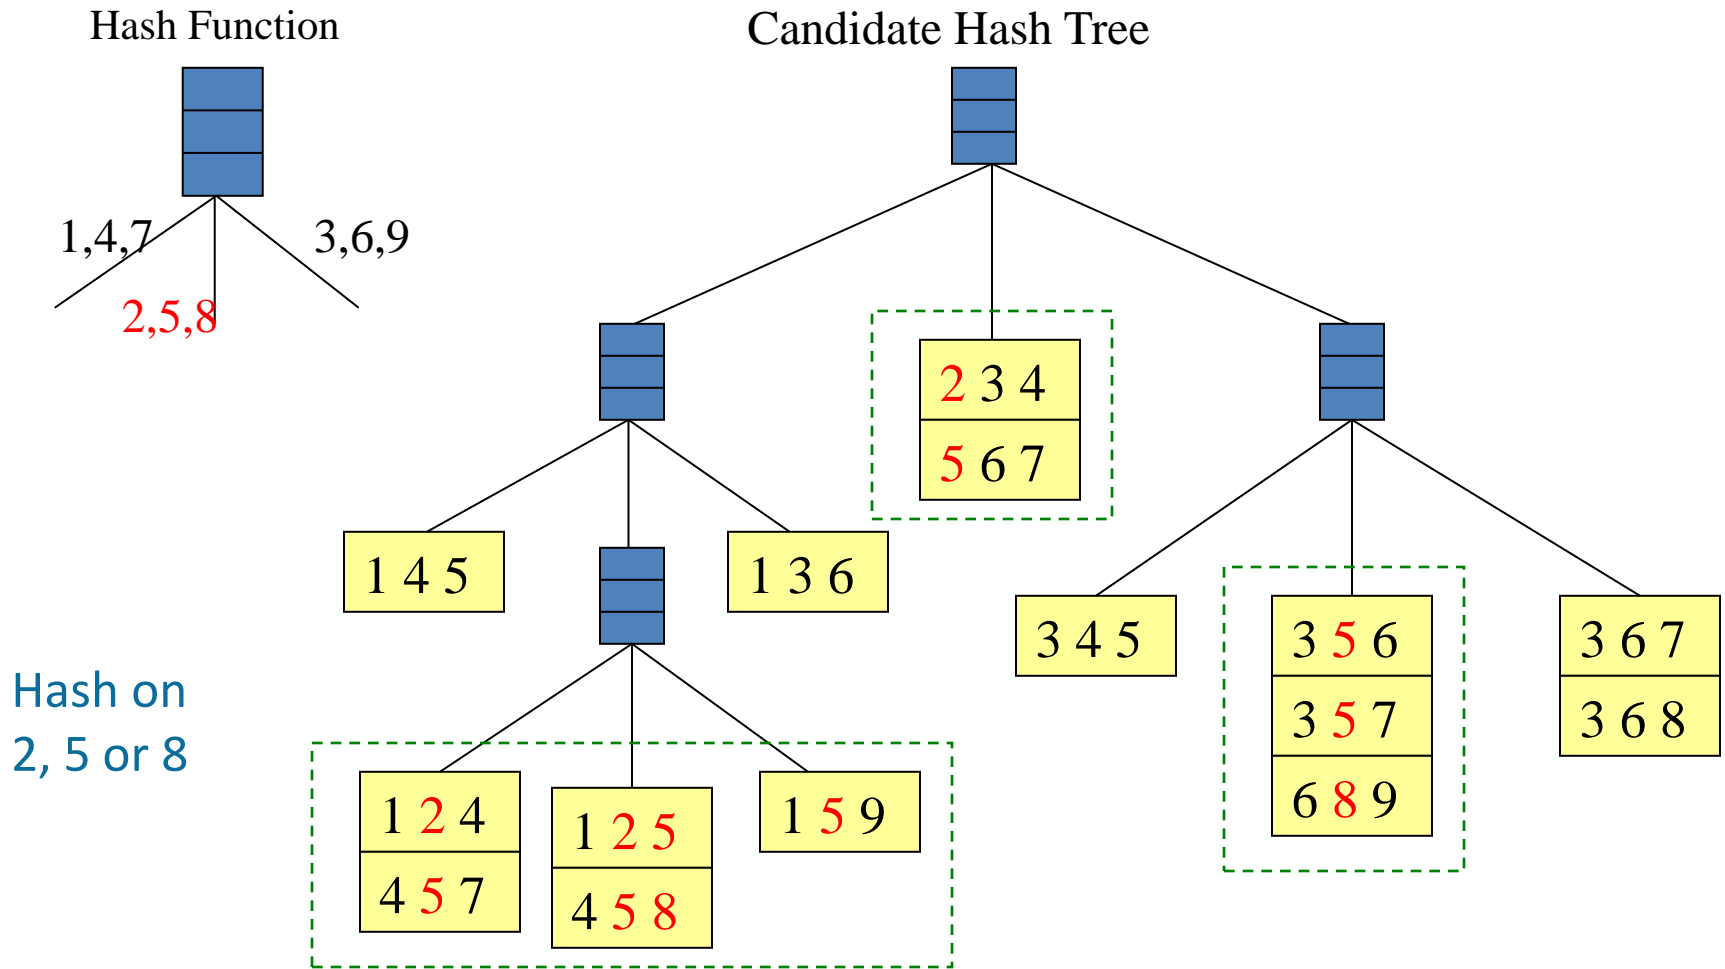 Hash Function
Candidate Hash Tree
1,4,7
3,6,9
2,5,8
2 3 4
5 6 7
1 4 5
1 3 6
3 4 5
3 5 6
3 5 7
6 8 9
3 6 7
3 6 8
Hash on
2, 5 or 8
1 2 4
4 5 7
1 2 5
4 5 8
1 5 9